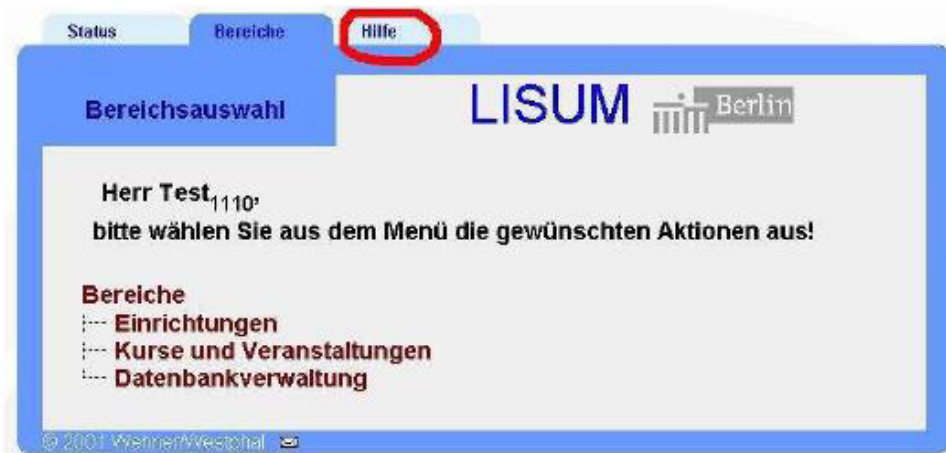 Status Bereiche Hilfe
Bereichsauswahl LISUM Berlin
Herr Test1110,
bitte wählen Sie aus dem Menü die gewünschten Aktionen aus!
Bereiche
Einrichtungen
Kurse und Veranstaltungen
Datenbankverwaltung
© 2001 Wenner/Westphal